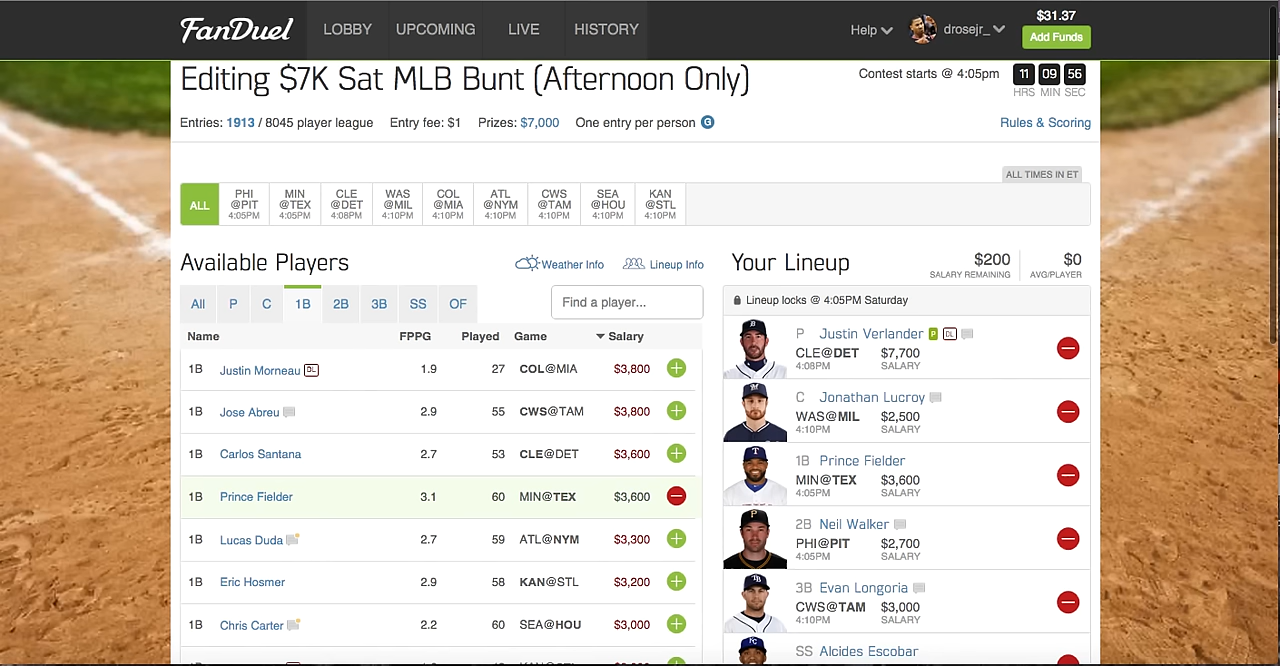 FanDuel
LOBBY
UPCOMING
LIVE
HISTORY
Help
drosejr_
$31.37
Add Funds
Editing $7K Sat MLB Bunt (Afternoon Only)
Contest starts @ 4:05pm
11 09 56
HRS MIN SEC
Entries: 1913 / 8045 player league Entry fee: $1 Prizes: $7,000 One entry per person G
Rules & Scoring
ALL TIMES IN ET
ALL
PHI @PIT 4:05PM
MIN @TEX 4:05PM
CLE @DET 4:08PM
WAS @MIL 4:10PM
COL @MIA 4:10PM
ATL @NYM 4:10PM
CWS @TAM 4:10PM
SEA @HOU 4:10PM
KAN @STL 4:10PM
Available Players
Weather Info
Lineup Info
All P C 1B 2B 3B SS OF
Find a player...
Name FPPG Played Game Salary
1B Justin Morneau DL 1.9 27 COL@MIA $3,800
1B Jose Abreu 2.9 55 CWS@TAM $3,800
1B Carlos Santana 2.7 53 CLE@DET $3,600
1B Prince Fielder 3.1 60 MIN@TEX $3,600
1B Lucas Duda 2.7 59 ATL@NYM $3,300
1B Eric Hosmer 2.9 58 KAN@STL $3,200
1B Chris Carter 2.2 60 SEA@HOU $3,000
Your Lineup
$200
SALARY REMAINING
$0
AVG/PLAYER
Lineup locks @ 4:05PM Saturday
P Justin Verlander P DL
CLE@DET $7,700
4:08PM SALARY
C Jonathan Lucroy
WAS@MIL $2,500
4:10PM SALARY
1B Prince Fielder
MIN@TEX $3,600
4:05PM SALARY
2B Neil Walker
PHI@PIT $2,700
4:05PM SALARY
3B Evan Longoria
CWS@TAM $3,000
4:10PM SALARY
SS Alcides Escobar